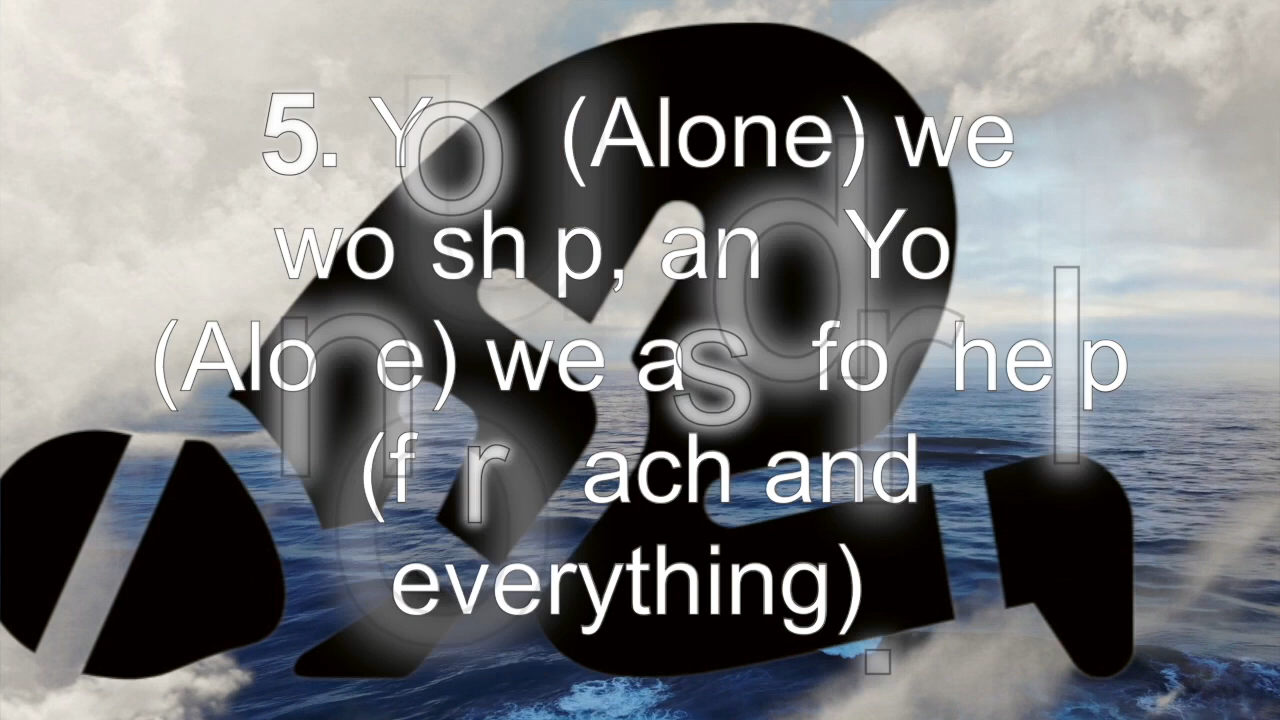 5. Yo (Alone) we
wo sh p, an Yo
(Alo e) we as fo he l p
(f r ach and
everything)